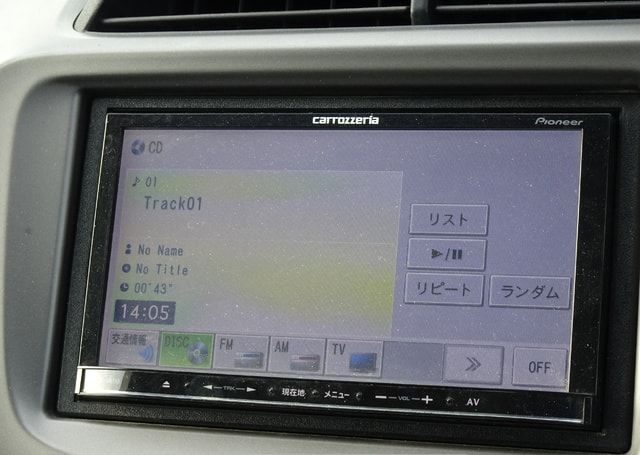 carrozzeria Pioneer
CD
01
Track01
リスト
No Name
No Title
00'43"
リピート ランダム
14:05
交通情報 DISC FM AM TV OFF
TRK 現在地 メニュー VOL AV